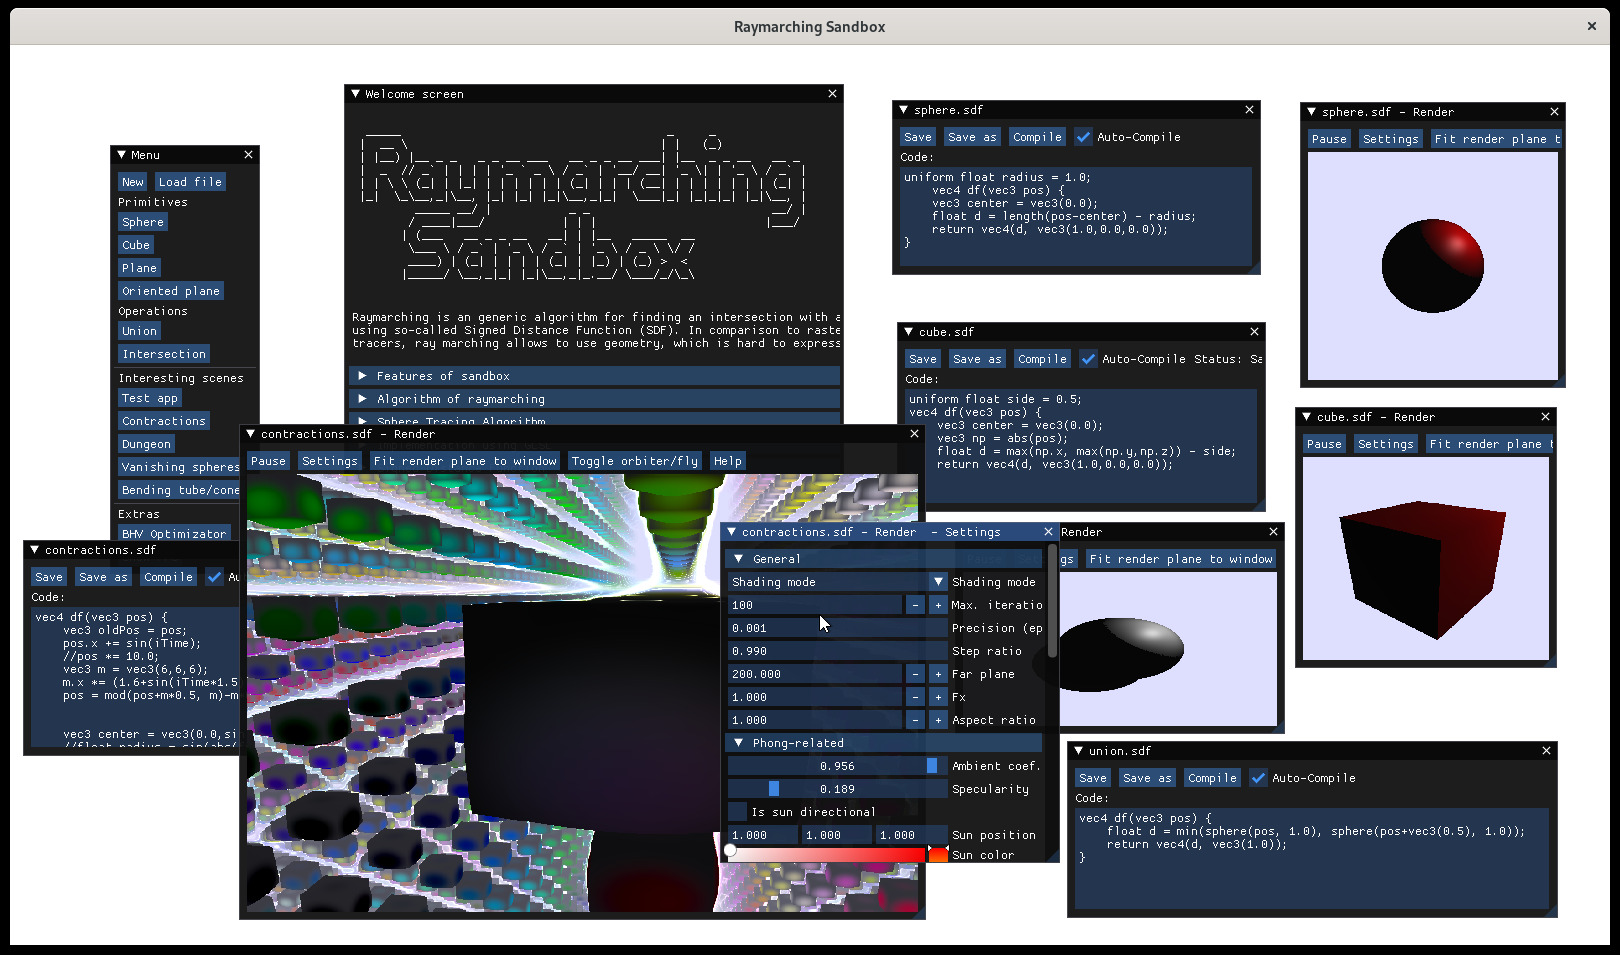 Raymarching Sandbox
Welcome screen
Raymarching
Sandbox
Raymarching is an generic algorithm for finding an intersection with a
using so-called Signed Distance Function (SDF). In comparison to raste
tracers, ray marching allows to use geometry, which is hard to express
Features of sandbox
Algorithm of raymarching
Sphere Tracing Algorithm
Menu
New Load file
Primitives
Sphere
Cube
Plane
Oriented plane
Operations
Union
Intersection
Interesting scenes
Test app
Contractions
Dungeon
Vanishing spheres
Bending tube/cone
Extras
BHV Optimizator
contractions.sdf
Save Save as Compile Au
Code:
vec4 df(vec3 pos) {
vec3 oldPos = pos;
pos.x += sin(iTime);
//pos *= 10.0;
vec3 m = vec3(6,6,6);
m.x *= (1.6+sin(iTime*1.5
pos = mod(pos+m*0.5, m)-m
vec3 center = vec3(0.0,si
//float radius = sin(abs(
contractions.sdf - Render
Pause Settings Fit render plane to window Toggle orbiter/fly Help
contractions.sdf - Render - Settings
General
Shading mode Shading mode
100 - + Max. iteratio
0.001 Precision (ep
0.990 Step ratio
200.000 - + Far plane
1.000 - + Fx
1.000 - + Aspect ratio
Phong-related
0.956 Ambient coef.
0.189 Specularity
Is sun directional
1.000 1.000 1.000 Sun position
Sun color
sphere.sdf
Save Save as Compile Auto-Compile
Code:
uniform float radius = 1.0;
vec4 df(vec3 pos) {
vec3 center = vec3(0.0);
float d = length(pos-center) - radius;
return vec4(d, vec3(1.0,0.0,0.0));
}
sphere.sdf - Render
Pause Settings Fit render plane t
cube.sdf
Save Save as Compile Auto-Compile Status: Sa
Code:
uniform float side = 0.5;
vec4 df(vec3 pos) {
vec3 center = vec3(0.0);
vec3 np = abs(pos);
float d = max(np.x, max(np.y,np.z)) - side;
return vec4(d, vec3(1.0,0.0,0.0));
cube.sdf - Render
Pause Settings Fit render plane t
Render
gs Fit render plane to window
union.sdf
Save Save as Compile Auto-Compile
Code:
vec4 df(vec3 pos) {
float d = min(sphere(pos, 1.0), sphere(pos+vec3(0.5), 1.0));
return vec4(d, vec3(1.0));
}